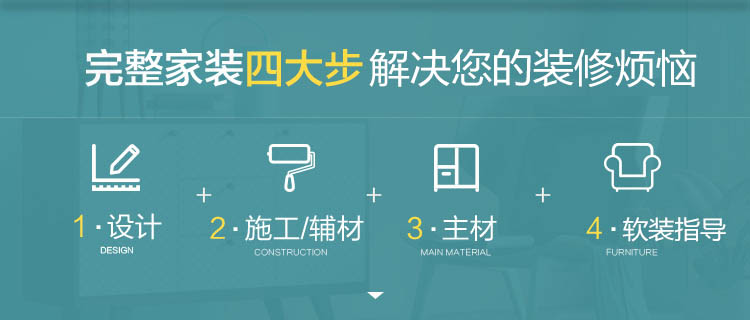 完整家装四大步 解决您的装修烦恼
1·设计 + 2·施工/辅材 + 3·主材 + 4·软装指导
DESIGN CONSTRUCTION MAIN MATERIAL FURNITURE